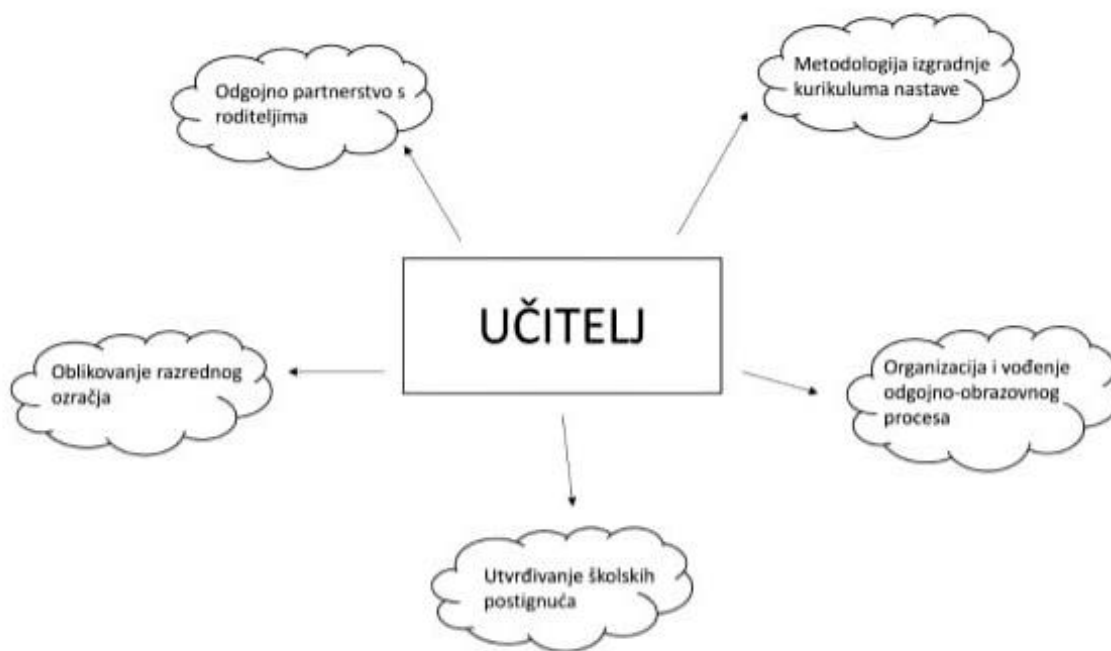 Odgojno partnerstvo s
roditeljima
Metodologija izgradnje
kurikuluma nastave
UČITELJ
Oblikovanje razrednog
ozračja
Organizacija i vođenje
odgojno-obrazovnog
procesa
Utvrđivanje školskih
postignuća